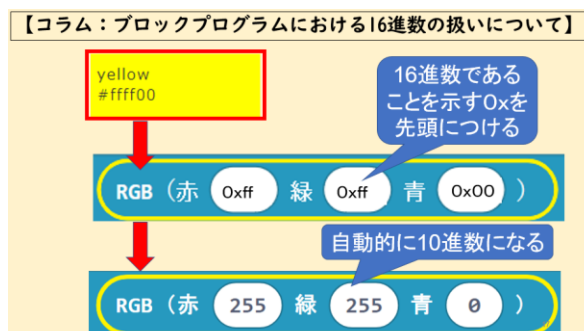 【コラム：ブロックプログラムにおける16進数の扱いについて】
yellow
#ffff00
16進数である
ことを示す0xを
先頭につける
RGB (赤 0xff 緑 0xff 青 0x00 )
自動的に10進数になる
RGB (赤 255 緑 255 青 0 )